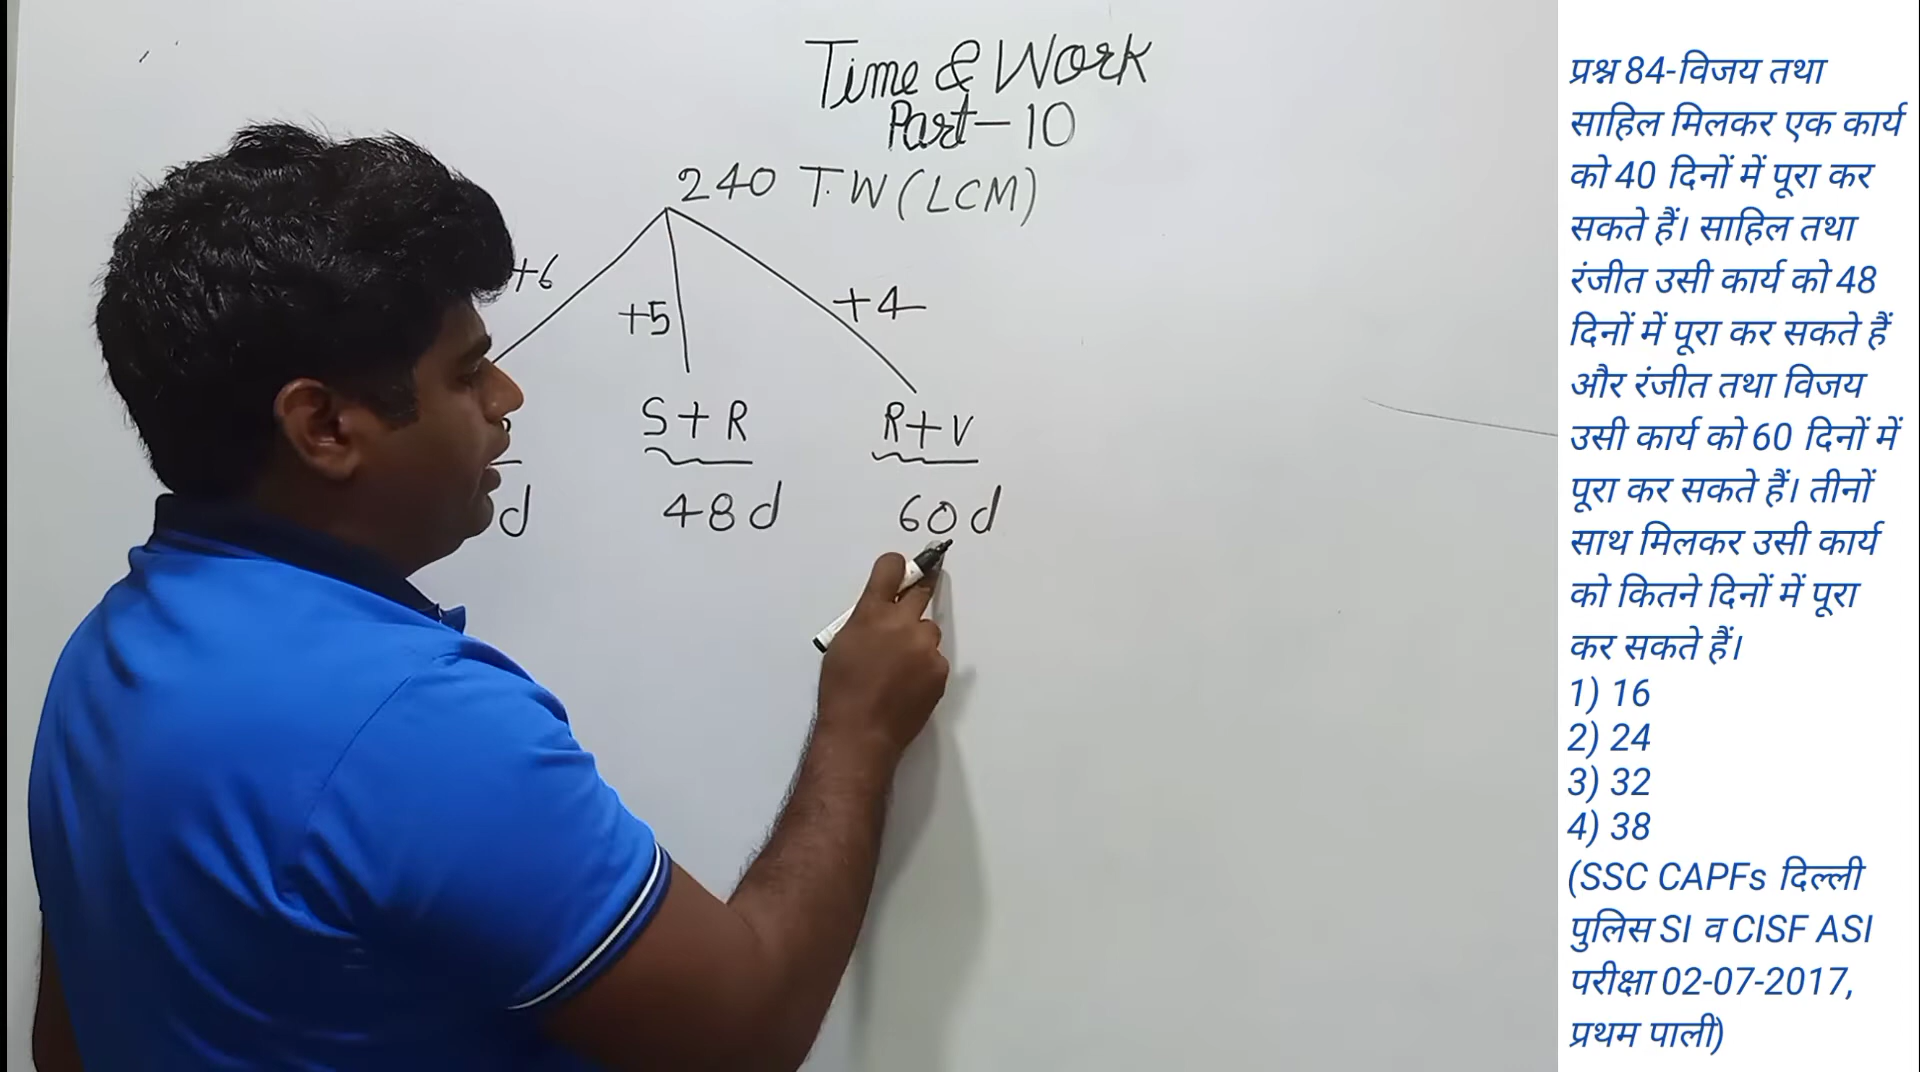 Time & Work
Part-10
240 T.W(LCM)
+6
+5
+4
S+R
R+V
d
48d
60d
प्रश्न 84-विजय तथा
साहिल मिलकर एक कार्य
को 40 दिनों में पूरा कर
सकते हैं। साहिल तथा
रंजीत उसी कार्य को 48
दिनों में पूरा कर सकते हैं
और रंजीत तथा विजय
उसी कार्य को 60 दिनों में
पूरा कर सकते हैं। तीनों
साथ मिलकर उसी कार्य
को कितने दिनों में पूरा
कर सकते हैं।
1) 16
2) 24
3) 32
4) 38
(SSC CAPFs दिल्ली
पुलिस SI व CISF ASI
परीक्षा 02-07-2017,
प्रथम पाली)